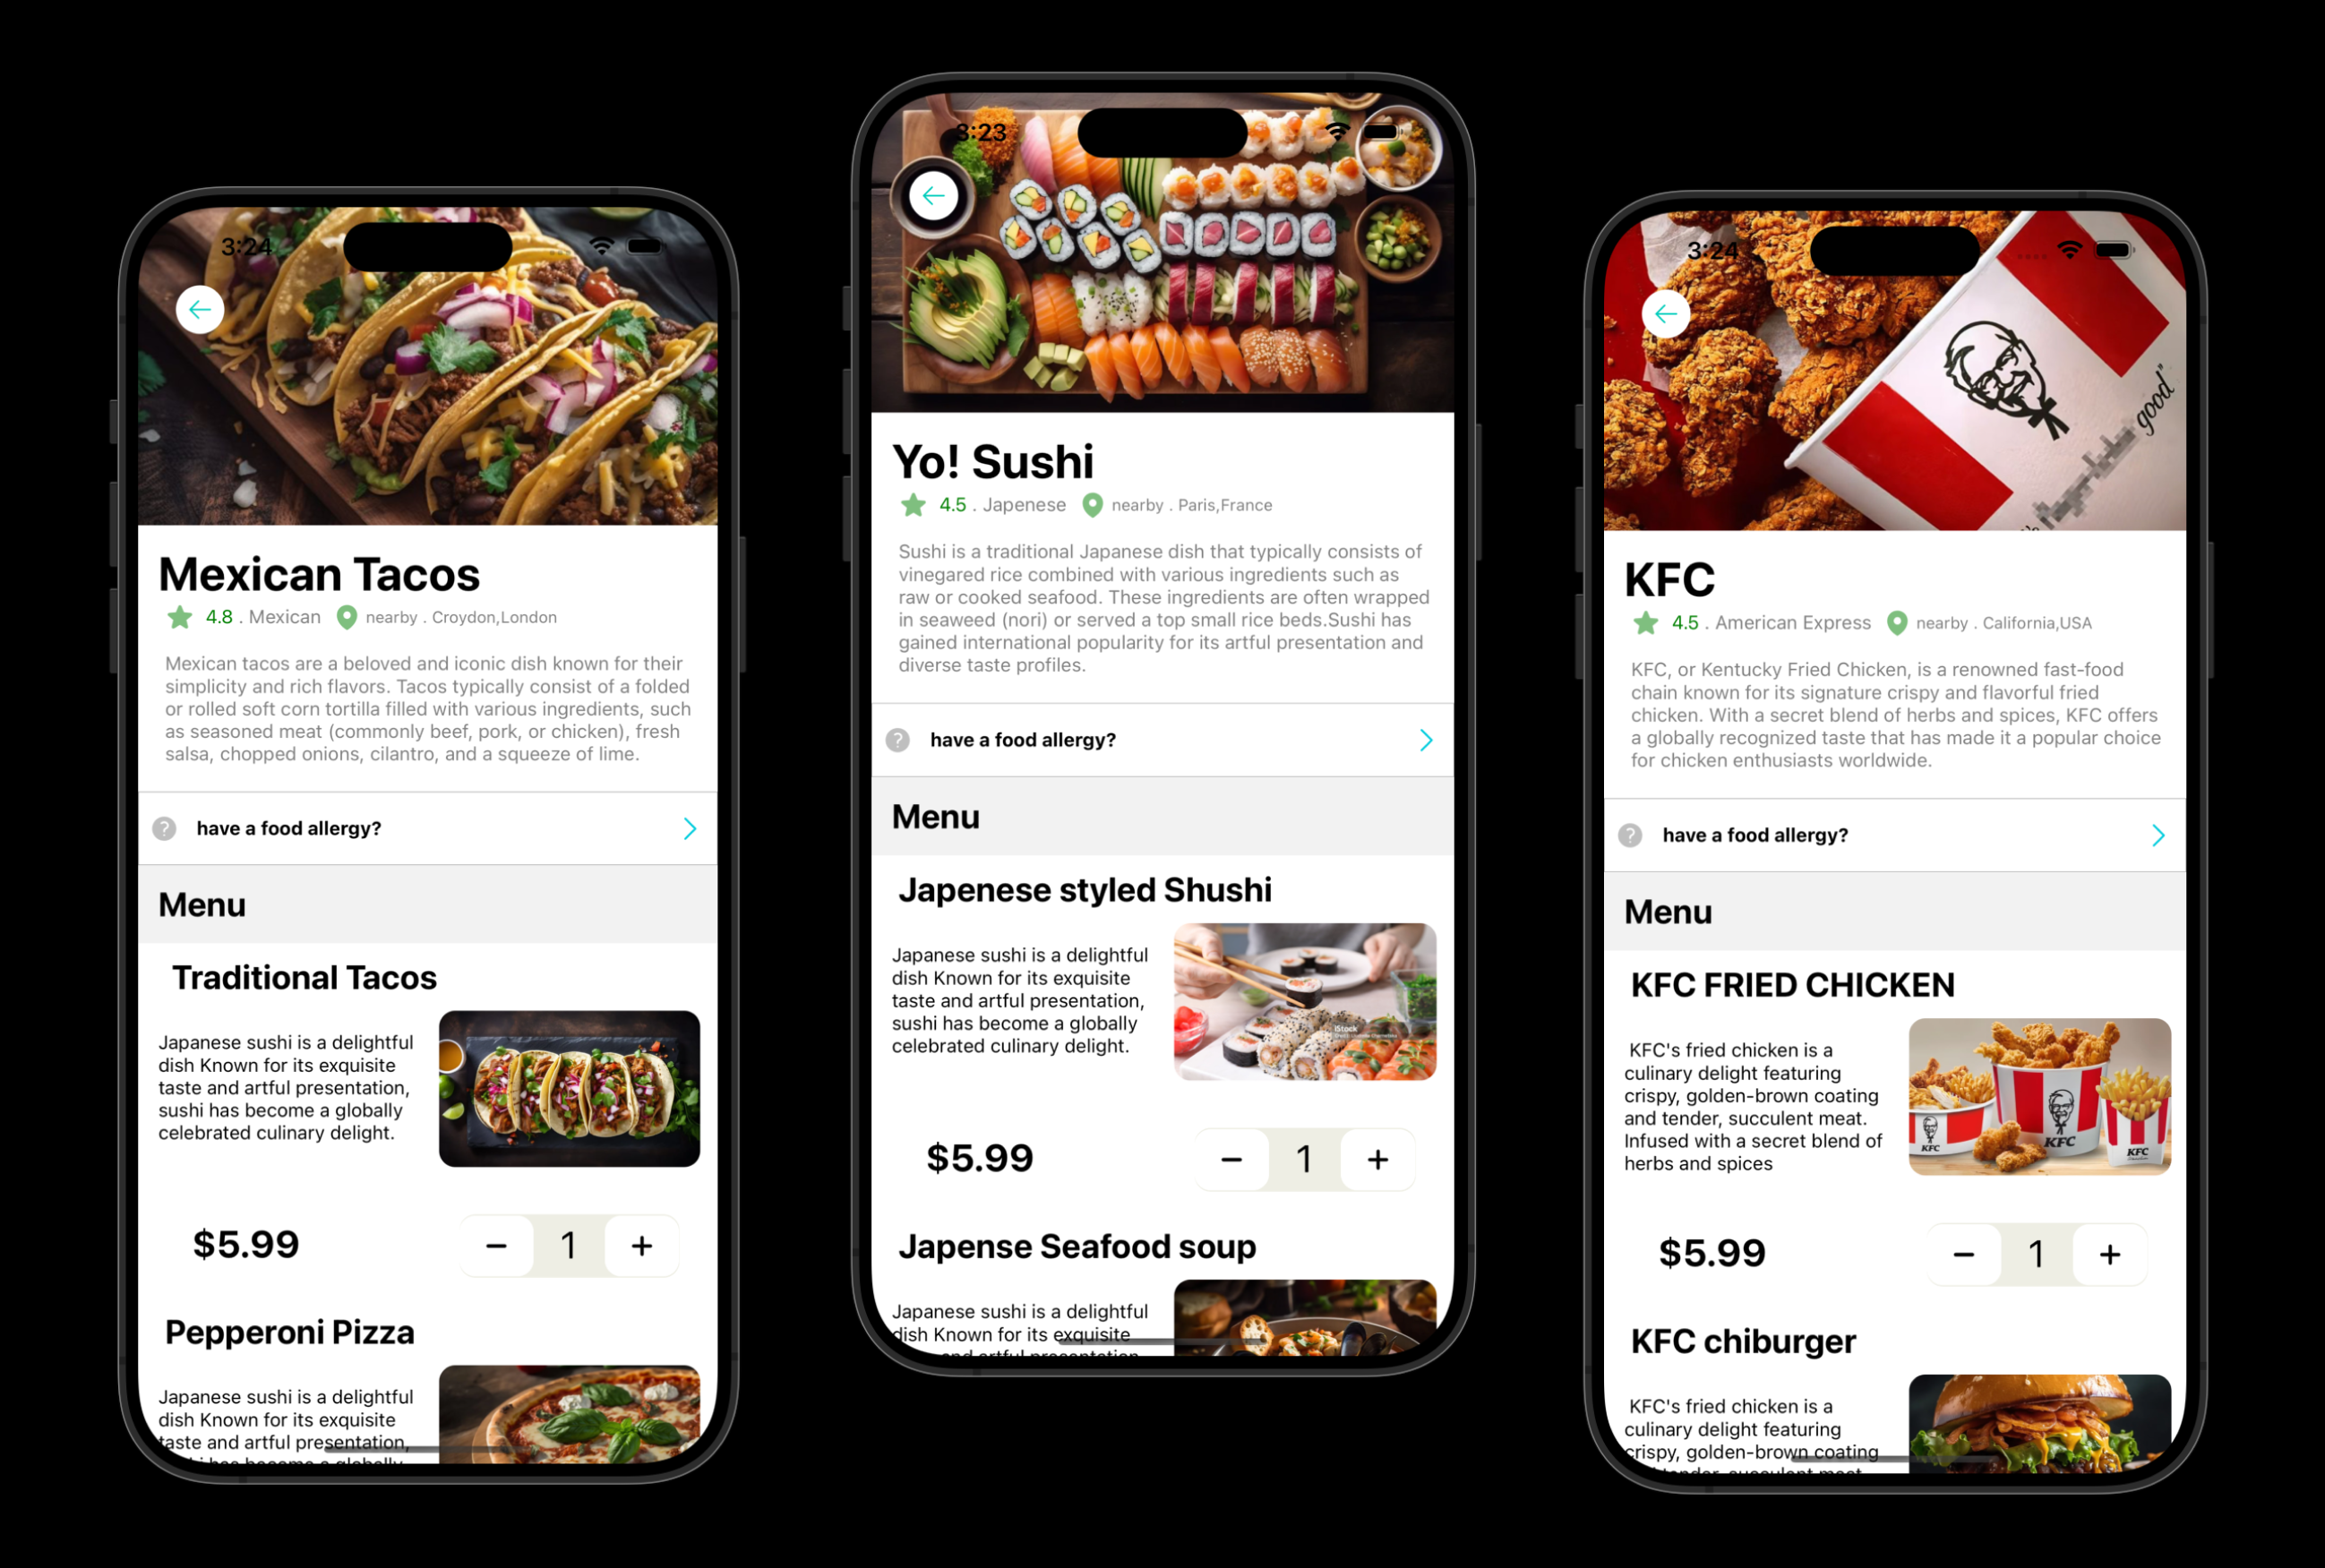 3:24
Mexican Tacos
4.8 . Mexican nearby . Croydon,London
Mexican tacos are a beloved and iconic dish known for their
simplicity and rich flavors. Tacos typically consist of a folded
or rolled soft corn tortilla filled with various ingredients, such
as seasoned meat (commonly beef, pork, or chicken), fresh
salsa, chopped onions, cilantro, and a squeeze of lime.
? have a food allergy?
Menu
Traditional Tacos
Japanese sushi is a delightful
dish Known for its exquisite
taste and artful presentation,
sushi has become a globally
celebrated culinary delight.
$5.99 − 1 +
Pepperoni Pizza
Japanese sushi is a delightful
dish Known for its exquisite
taste and artful presentation,
3:23
Yo! Sushi
4.5 . Japenese nearby . Paris,France
Sushi is a traditional Japanese dish that typically consists of
vinegared rice combined with various ingredients such as
raw or cooked seafood. These ingredients are often wrapped
in seaweed (nori) or served a top small rice beds.Sushi has
gained international popularity for its artful presentation and
diverse taste profiles.
? have a food allergy?
Menu
Japenese styled Shushi
Japanese sushi is a delightful
dish Known for its exquisite
taste and artful presentation,
sushi has become a globally
celebrated culinary delight.
iStock
$5.99 − 1 +
Japense Seafood soup
Japanese sushi is a delightful
dish Known for its exquisite
3:24
good"
KFC
4.5 . American Express nearby . California,USA
KFC, or Kentucky Fried Chicken, is a renowned fast-food
chain known for its signature crispy and flavorful fried
chicken. With a secret blend of herbs and spices, KFC offers
a globally recognized taste that has made it a popular choice
for chicken enthusiasts worldwide.
? have a food allergy?
Menu
KFC FRIED CHICKEN
KFC's fried chicken is a
culinary delight featuring
crispy, golden-brown coating
and tender, succulent meat.
Infused with a secret blend of
herbs and spices
KFC
KFC
KFC
$5.99 − 1 +
KFC chiburger
KFC's fried chicken is a
culinary delight featuring
crispy, golden-brown coating